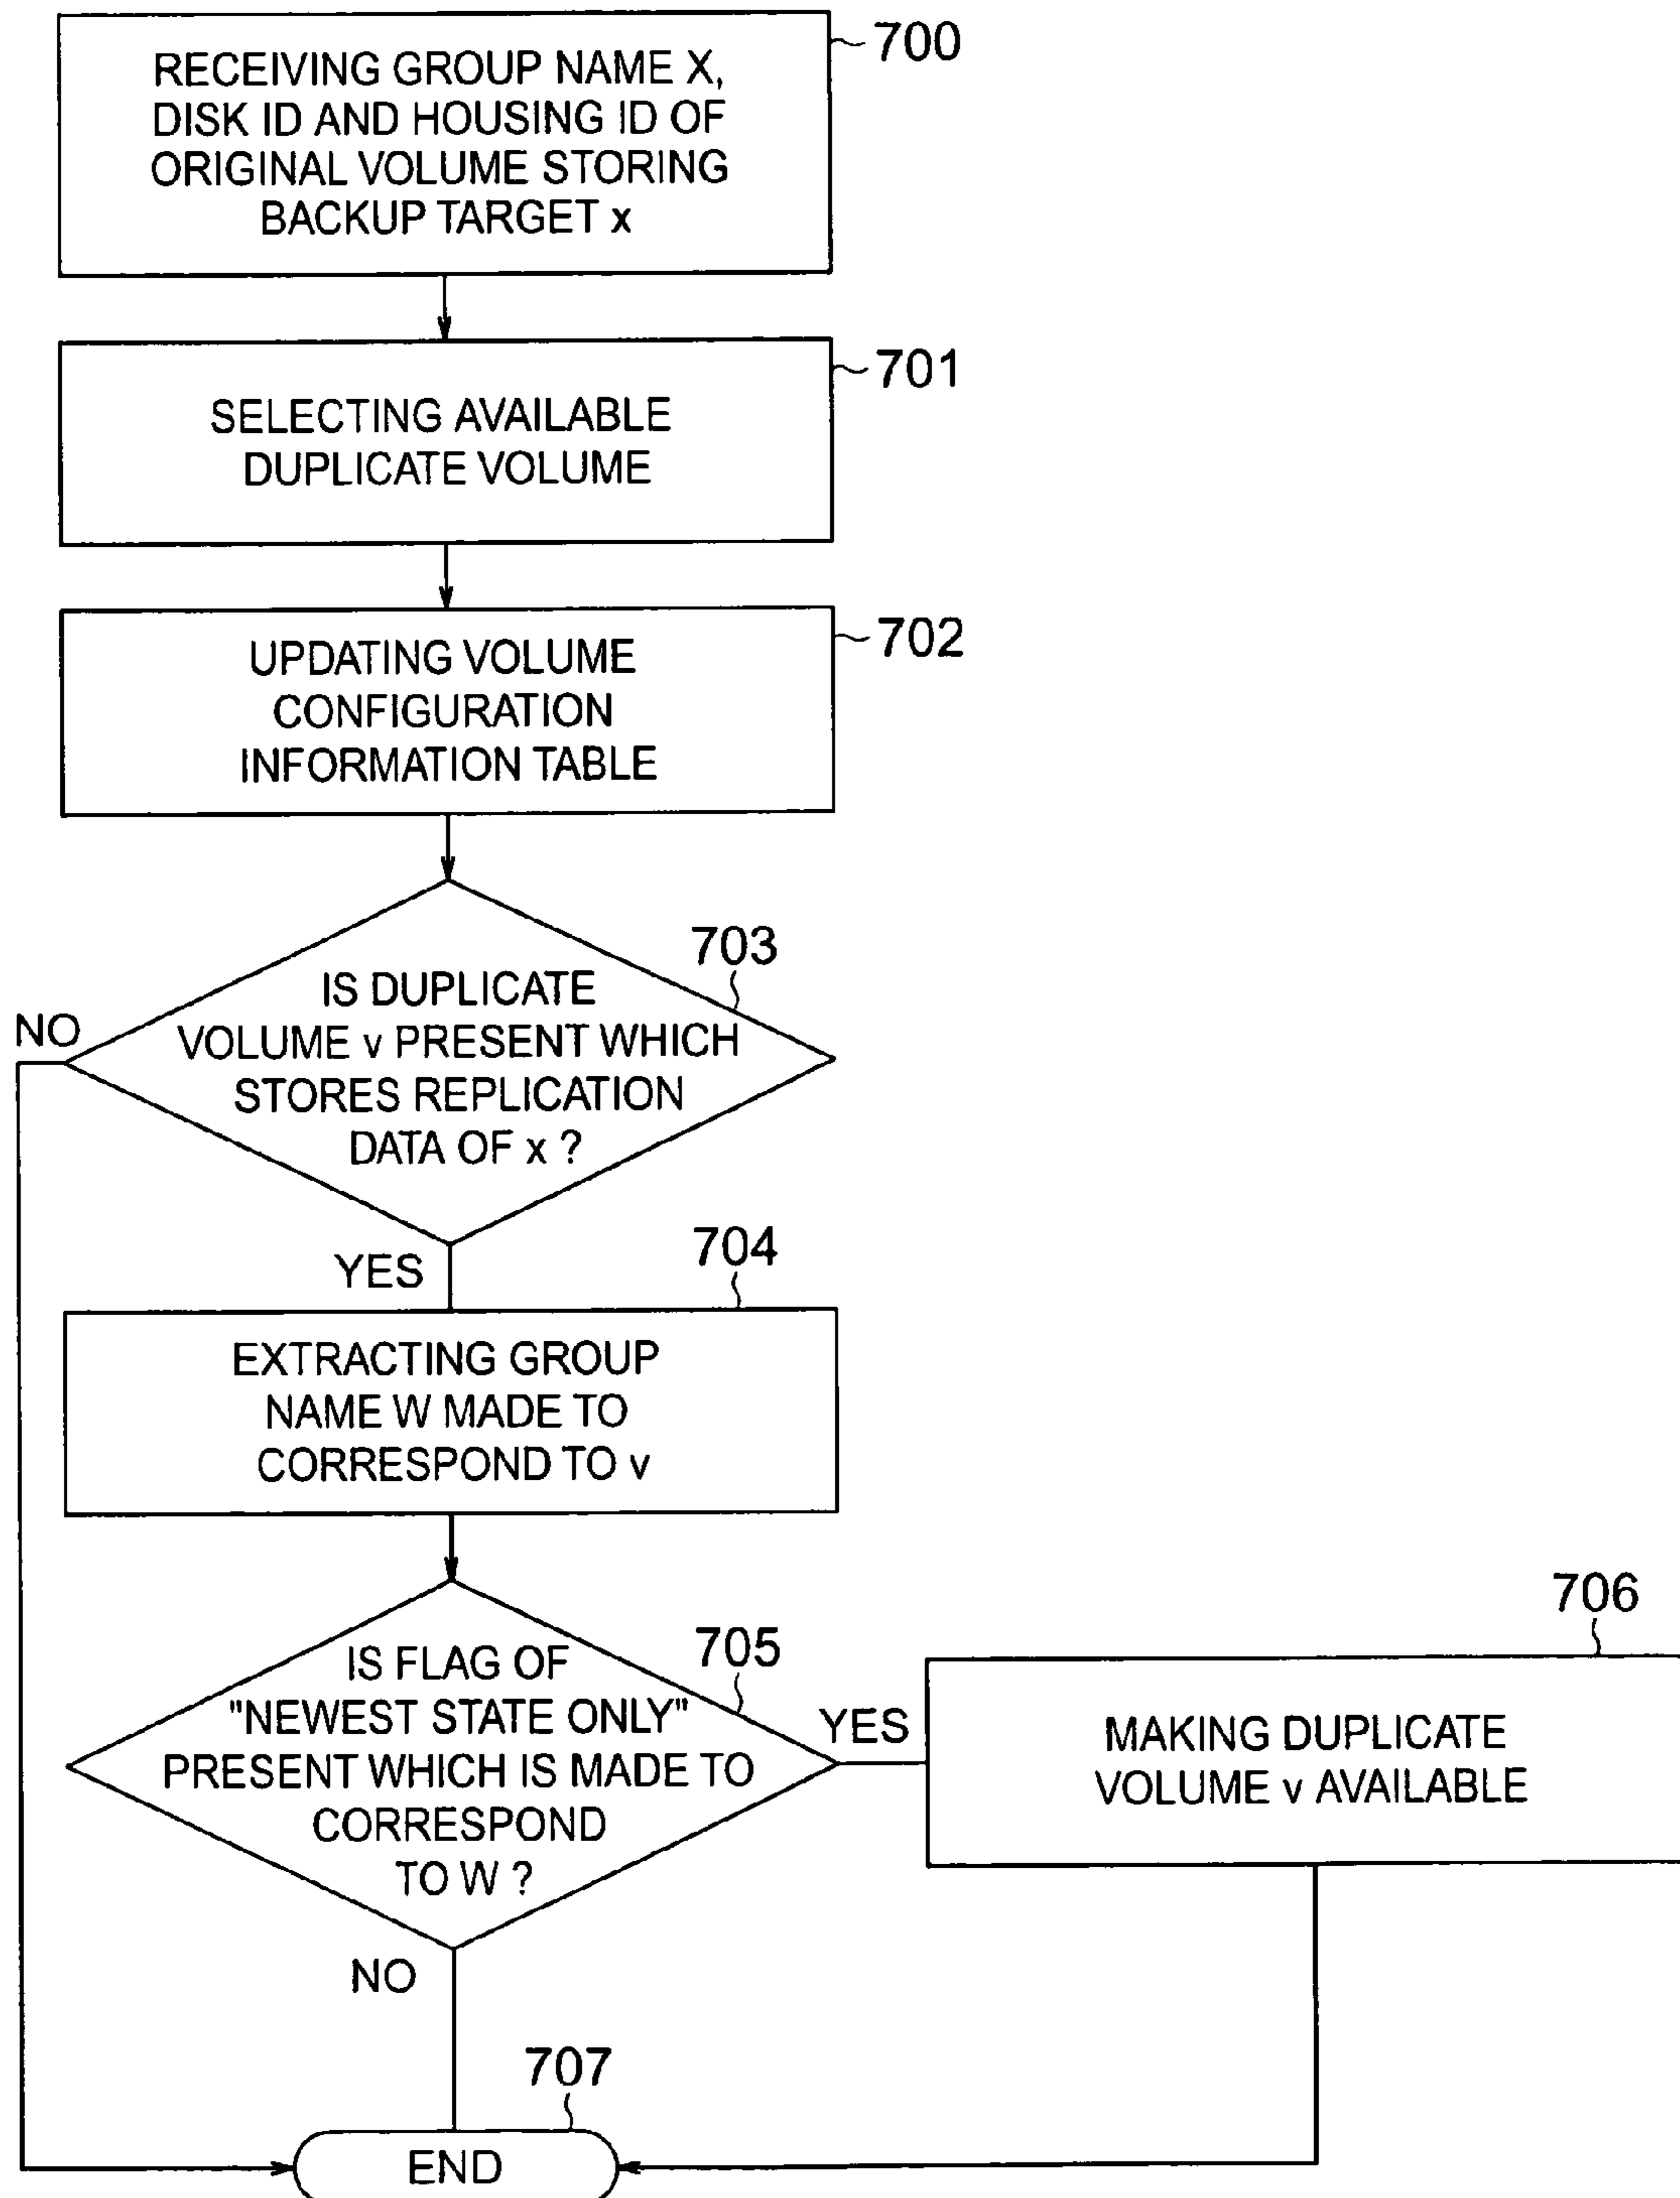 RECEIVING GROUP NAME X,
DISK ID AND HOUSING ID OF
ORIGINAL VOLUME STORING
BACKUP TARGET x
700
SELECTING AVAILABLE
DUPLICATE VOLUME
701
UPDATING VOLUME
CONFIGURATION
INFORMATION TABLE
702
703
IS DUPLICATE
VOLUME v PRESENT WHICH
STORES REPLICATION
DATA OF x ?
NO
YES
704
EXTRACTING GROUP
NAME W MADE TO
CORRESPOND TO v
705
IS FLAG OF
"NEWEST STATE ONLY"
PRESENT WHICH IS MADE TO
CORRESPOND
TO W ?
YES
NO
706
MAKING DUPLICATE
VOLUME v AVAILABLE
707
END